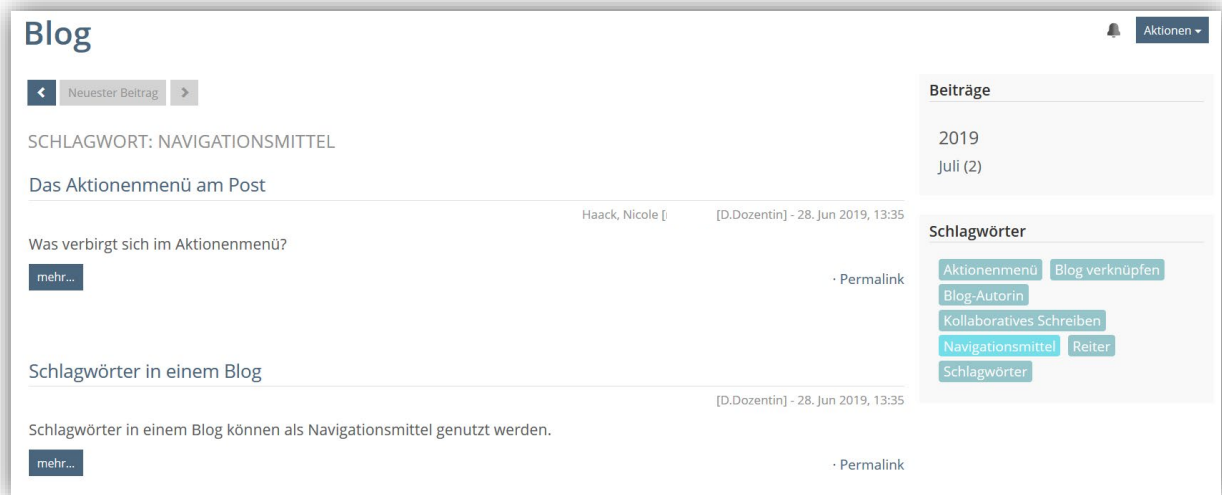 Blog
Aktionen
Neuester Beitrag
SCHLAGWORT: NAVIGATIONSMITTEL
Das Aktionenmenü am Post
Haack, Nicole [ [D.Dozentin] - 28. Jun 2019, 13:35
Was verbirgt sich im Aktionenmenü?
mehr...
· Permalink
Schlagwörter in einem Blog
[D.Dozentin] - 28. Jun 2019, 13:35
Schlagwörter in einem Blog können als Navigationsmittel genutzt werden.
mehr...
· Permalink
Beiträge
2019
Juli (2)
Schlagwörter
Aktionenmenü Blog verknüpfen
Blog-Autorin
Kollaboratives Schreiben
Navigationsmittel Reiter
Schlagwörter